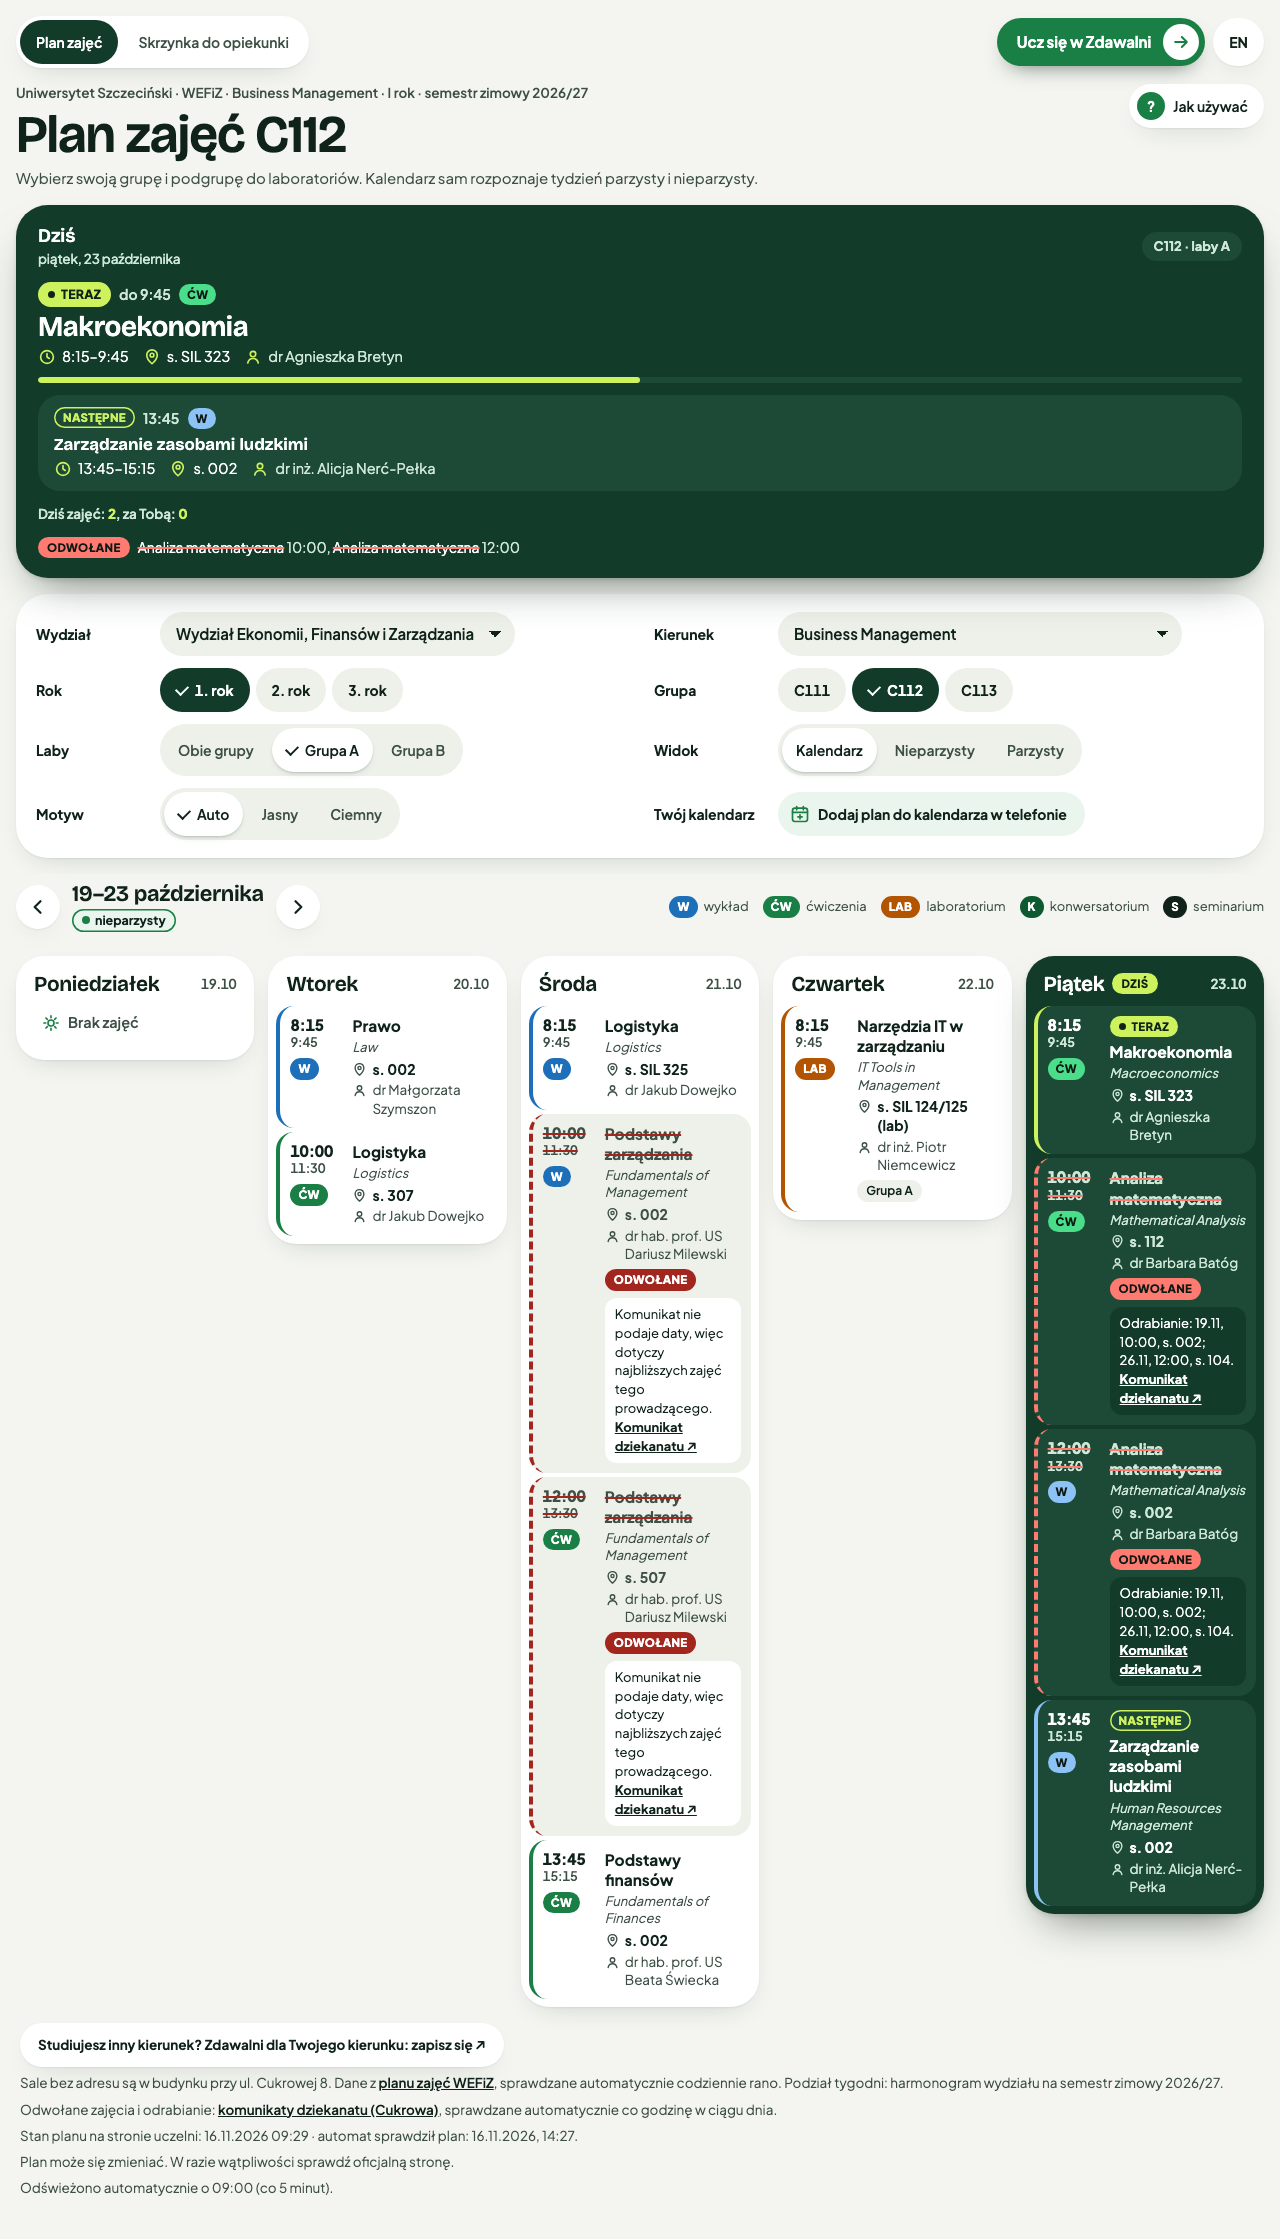 Plan zajęć
Skrzynka do opiekunki
Ucz się w Zdawalni
EN
Uniwersytet Szczeciński · WEFiZ · Business Management · I rok · semestr zimowy 2026/27
Plan zajęć C112
? Jak używać
Wybierz swoją grupę i podgrupę do laboratoriów. Kalendarz sam rozpoznaje tydzień parzysty i nieparzysty.
Dziś
piątek, 23 października
C112 · laby A
TERAZ do 9:45 ĆW
Makroekonomia
8:15–9:45 s. SIL 323 dr Agnieszka Bretyn
NASTĘPNE 13:45 W
Zarządzanie zasobami ludzkimi
13:45–15:15 s. 002 dr inż. Alicja Nerć-Pełka
Dziś zajęć: 2, za Tobą: 0
ODWOŁANE Analiza matematyczna 10:00, Analiza matematyczna 12:00
Wydział Wydział Ekonomii, Finansów i Zarządzania
Kierunek Business Management
Rok 1. rok 2. rok 3. rok
Grupa C111 C112 C113
Laby Obie grupy Grupa A Grupa B
Widok Kalendarz Nieparzysty Parzysty
Motyw Auto Jasny Ciemny
Twój kalendarz Dodaj plan do kalendarza w telefonie
19–23 października
nieparzysty
W wykład ĆW ćwiczenia LAB laboratorium K konwersatorium S seminarium
Poniedziałek 19.10
Brak zajęć
Wtorek 20.10
8:15 Prawo
9:45 Law
W s. 002
dr Małgorzata
Szymszon
10:00 Logistyka
11:30 Logistics
ĆW s. 307
dr Jakub Dowejko
Środa 21.10
8:15 Logistyka
9:45 Logistics
W s. SIL 325
dr Jakub Dowejko
10:00 Podstawy
11:30 zarządzania
W Fundamentals of
Management
s. 002
dr hab. prof. US
Dariusz Milewski
ODWOŁANE
Komunikat nie
podaje daty, więc
dotyczy
najbliższych zajęć
tego
prowadzącego.
Komunikat
dziekanatu ↗
12:00 Podstawy
13:30 zarządzania
ĆW Fundamentals of
Management
s. 507
dr hab. prof. US
Dariusz Milewski
ODWOŁANE
Komunikat nie
podaje daty, więc
dotyczy
najbliższych zajęć
tego
prowadzącego.
Komunikat
dziekanatu ↗
13:45 Podstawy
15:15 finansów
ĆW Fundamentals of
Finances
s. 002
dr hab. prof. US
Beata Świecka
Czwartek 22.10
8:15 Narzędzia IT w
9:45 zarządzaniu
LAB IT Tools in
Management
s. SIL 124/125
(lab)
dr inż. Piotr
Niemcewicz
Grupa A
Piątek DZIŚ 23.10
8:15 TERAZ
9:45 Makroekonomia
ĆW Macroeconomics
s. SIL 323
dr Agnieszka
Bretyn
10:00 Analiza
11:30 matematyczna
ĆW Mathematical Analysis
s. 112
dr Barbara Batóg
ODWOŁANE
Odrabianie: 19.11,
10:00, s. 002;
26.11, 12:00, s. 104.
Komunikat
dziekanatu ↗
12:00 Analiza
13:30 matematyczna
W Mathematical Analysis
s. 002
dr Barbara Batóg
ODWOŁANE
Odrabianie: 19.11,
10:00, s. 002;
26.11, 12:00, s. 104.
Komunikat
dziekanatu ↗
13:45 NASTĘPNE
15:15 Zarządzanie
W zasobami
ludzkimi
Human Resources
Management
s. 002
dr inż. Alicja Nerć-
Pełka
Studiujesz inny kierunek? Zdawalni dla Twojego kierunku: zapisz się ↗
Sale bez adresu są w budynku przy ul. Cukrowej 8. Dane z planu zajęć WEFiZ, sprawdzane automatycznie codziennie rano. Podział tygodni: harmonogram wydziału na semestr zimowy 2026/27.
Odwołane zajęcia i odrabianie: komunikaty dziekanatu (Cukrowa), sprawdzane automatycznie co godzinę w ciągu dnia.
Stan planu na stronie uczelni: 16.11.2026 09:29 · automat sprawdził plan: 16.11.2026, 14:27.
Plan może się zmieniać. W razie wątpliwości sprawdź oficjalną stronę.
Odświeżono automatycznie o 09:00 (co 5 minut).